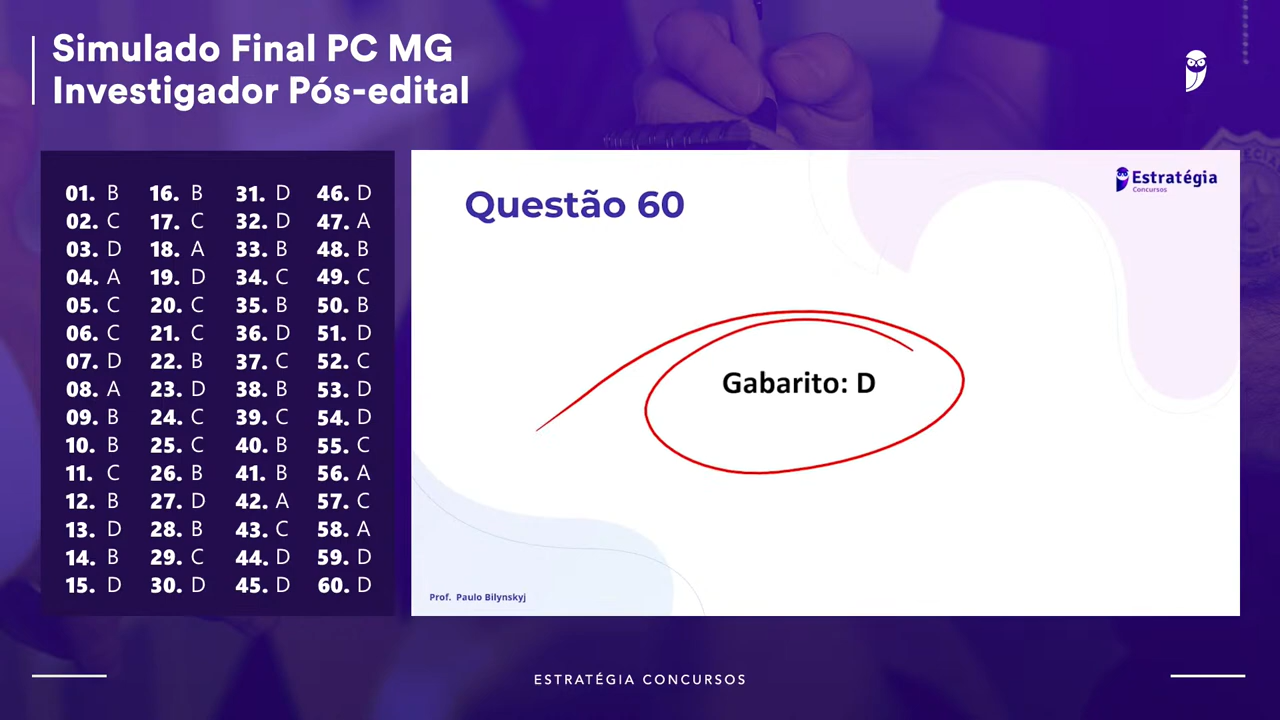 Simulado Final PC MG
Investigador Pós-edital
01. B 16. B 31. D 46. D
02. C 17. C 32. D 47. A
03. D 18. A 33. B 48. B
04. A 19. D 34. C 49. C
05. C 20. C 35. B 50. B
06. C 21. C 36. D 51. D
07. D 22. B 37. C 52. C
08. A 23. D 38. B 53. D
09. B 24. C 39. C 54. D
10. B 25. C 40. B 55. C
11. C 26. B 41. B 56. A
12. B 27. D 42. A 57. C
13. D 28. B 43. C 58. A
14. B 29. C 44. D 59. D
15. D 30. D 45. D 60. D
Estratégia
Concursos
Questão 60
Gabarito: D
Prof. Paulo Bilynskyj
ESTRATÉGIA CONCURSOS